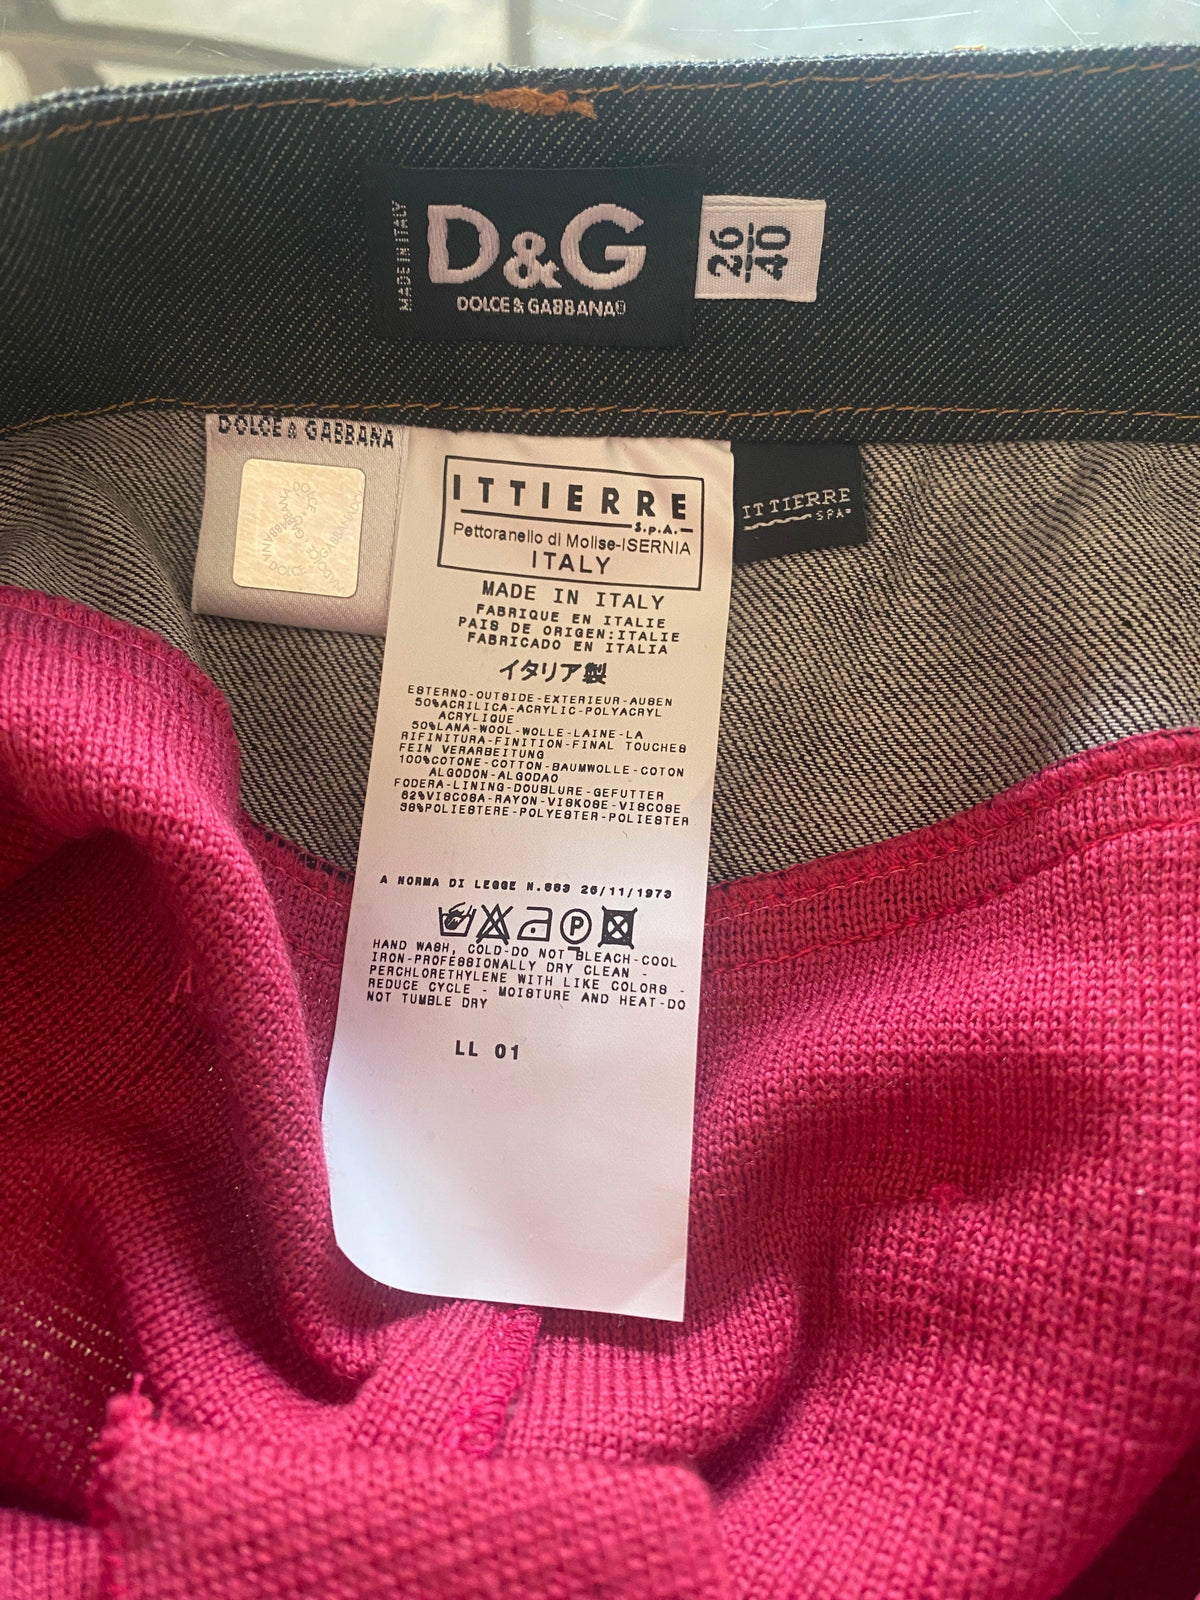 MADE IN ITALY
D&G
DOLCE & GABBANA®
26
40
DOLCE & GABBANA
ITTIERRE
S.p.A.
Pettoranello di Molise-ISERNIA
ITALY
MADE IN ITALY
FABRIQUE EN ITALIE
PAIS DE ORIGEN:ITALIE
FABRICADO EN ITALIA
イタリア製
ESTERNO-OUTSIDE-EXTERIEUR-AUBEN
50%ACRILICA-ACRYLIC-POLYACRYL
ACRYLIQUE
50%LANA-WOOL-WOLLE-LAINE-LA
RIFINITURA-FINITION-FINAL TOUCHES
FEIN VERARBEITUNG
100%COTONE-COTTON-BAUMWOLLE-COTON
ALGODON-ALGODAO
FODERA-LINING-DOUBLURE-GEFUTTER
62%VISCOSA-RAYON-VISKOSE-VISCOSE
38%POLIESTERE-POLYESTER-POLIESTER
A NORMA DI LEGGE N.883 26/11/1973
P
HAND WASH, COLD-DO NOT BLEACH-COOL
IRON-PROFESSIONALLY DRY CLEAN -
PERCHLORETHYLENE WITH LIKE COLORS -
REDUCE CYCLE - MOISTURE AND HEAT-DO
NOT TUMBLE DRY
LL 01
ITTIERRE
SPA®